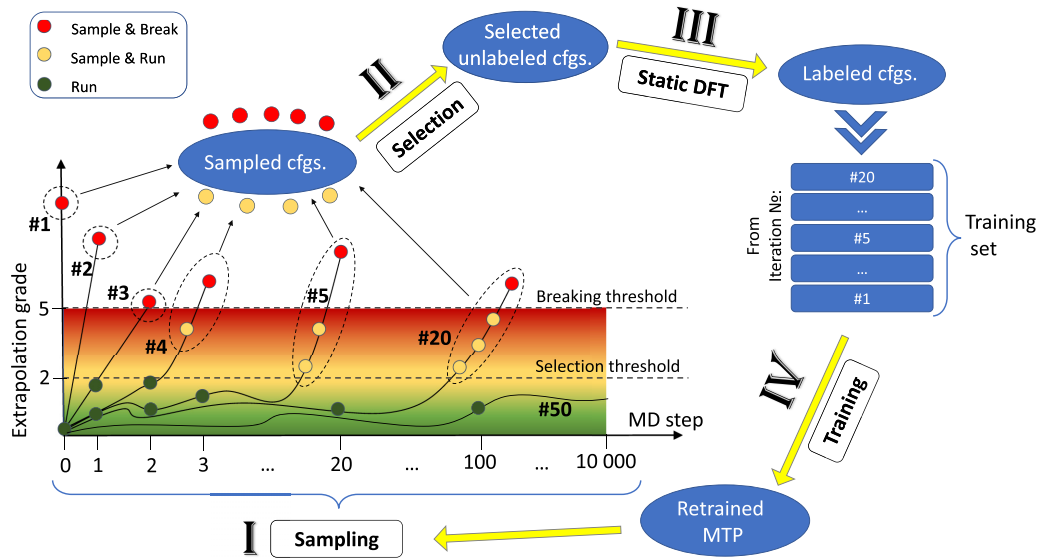 Sample & Break
Sample & Run
Run
Selected
unlabeled cfgs.
III
Static DFT
Labeled cfgs.
II
Selection
Sampled cfgs.
#20
...
#5
...
#1
From
Iteration №:
Training
set
Extrapolation grade
#1
#2
#3
#4
#5
#20
#50
5
2
Breaking threshold
Selection threshold
MD step
0
1
2
3
...
20
...
100
...
10 000
I
Sampling
IV
Training
Retrained
MTP